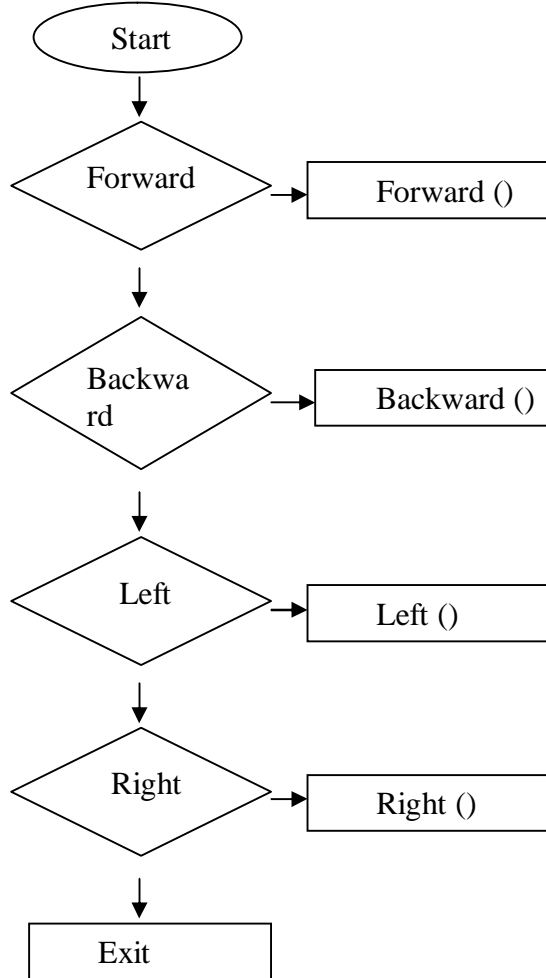 Start
Forward
Forward ()
Backwa
rd
Backward ()
Left
Left ()
Right
Right ()
Exit